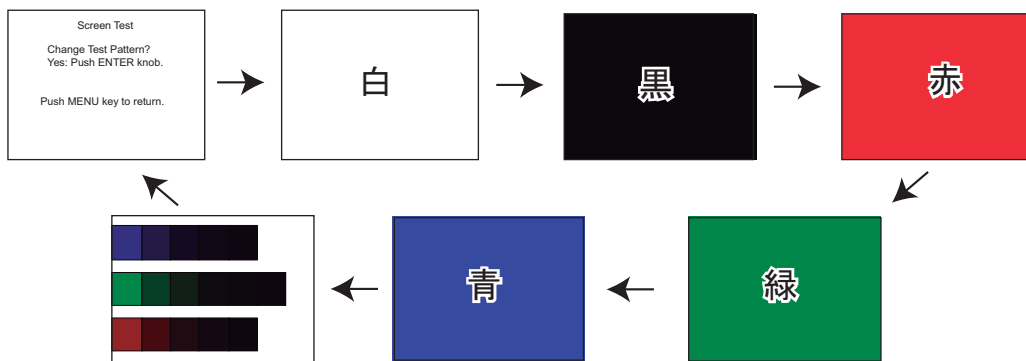 Screen Test
Change Test Pattern?
Yes: Push ENTER knob.
Push MENU key to return.
白
黒
赤
緑
青